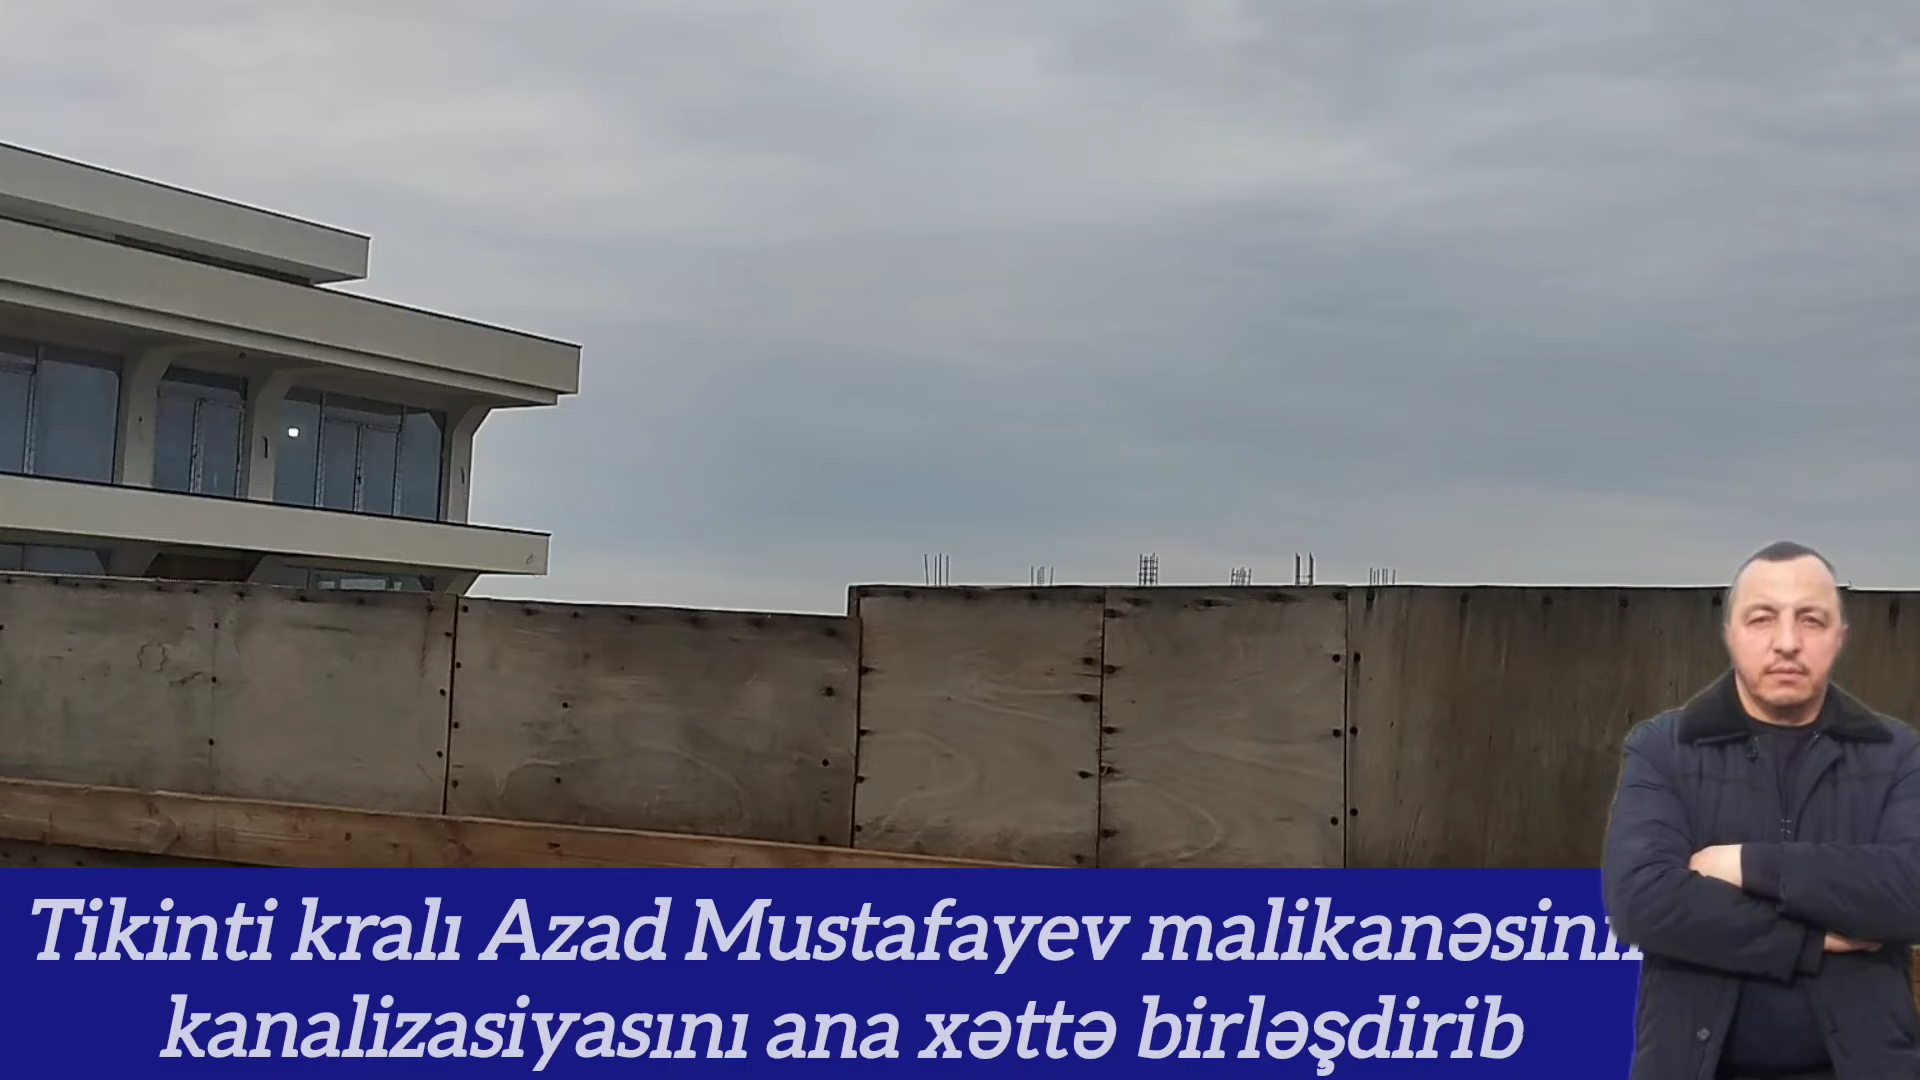 Tikinti kralı Azad Mustafayev malikanəsinin
kanalizasiyasını ana xəttə birləşdirib